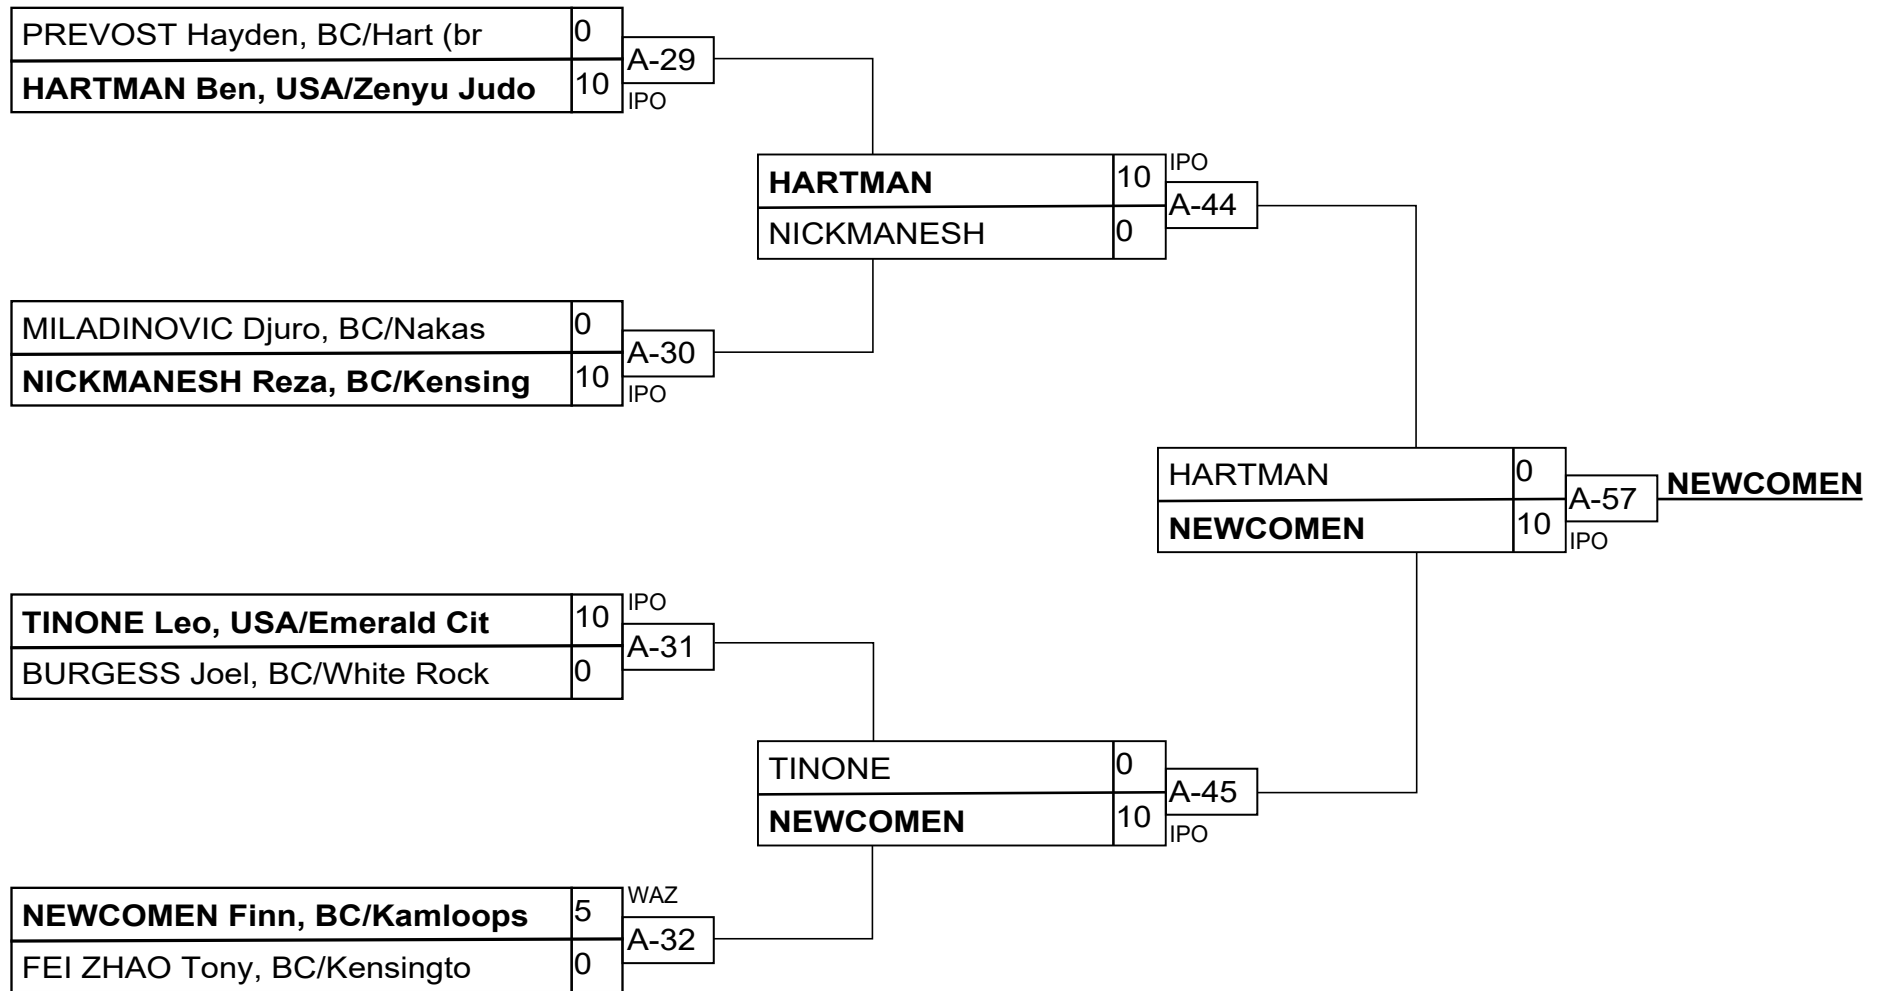 PREVOST Hayden, BC/Hart (br 0
A-29
HARTMAN Ben, USA/Zenyu Judo 10
IPO
HARTMAN 10
IPO
A-44
NICKMANESH 0
MILADINOVIC Djuro, BC/Nakas 0
A-30
NICKMANESH Reza, BC/Kensing 10
IPO
HARTMAN 0
A-57
NEWCOMEN
NEWCOMEN 10
IPO
TINONE Leo, USA/Emerald Cit 10
IPO
A-31
BURGESS Joel, BC/White Rock 0
TINONE 0
A-45
NEWCOMEN 10
IPO
NEWCOMEN Finn, BC/Kamloops 5
WAZ
A-32
FEI ZHAO Tony, BC/Kensingto 0